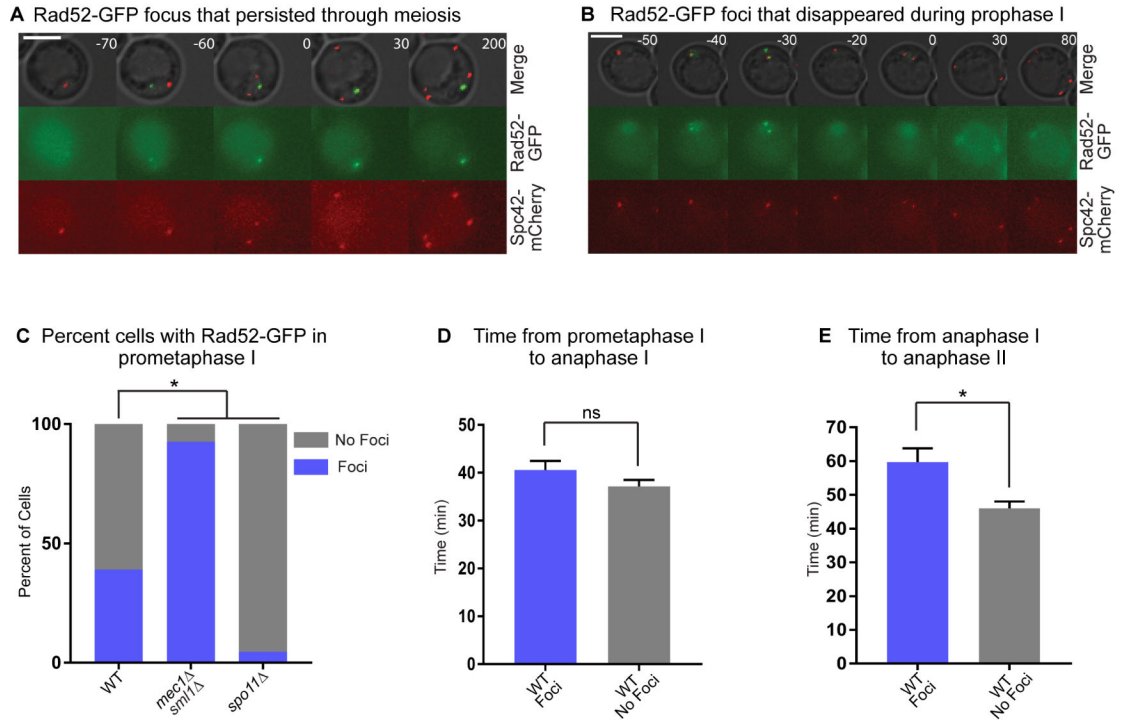 A Rad52-GFP focus that persisted through meiosis
-70 -60 0 30 200
Merge
Rad52-
GFP
Spc42-
mCherry
B Rad52-GFP foci that disappeared during prophase I
-50 -40 -30 -20 0 30 80
Merge
Rad52-
GFP
Spc42-
mCherry
C Percent cells with Rad52-GFP in
prometaphase I
*
Percent of Cells
100
50
0
No Foci
Foci
WT
mec1Δ
sml1Δ
spo11Δ
D Time from prometaphase I
to anaphase I
ns
Time (min)
50
40
30
20
10
0
WT
Foci
WT
No Foci
E Time from anaphase I
to anaphase II
*
Time (min)
70
60
50
40
30
20
10
0
WT
Foci
WT
No Foci